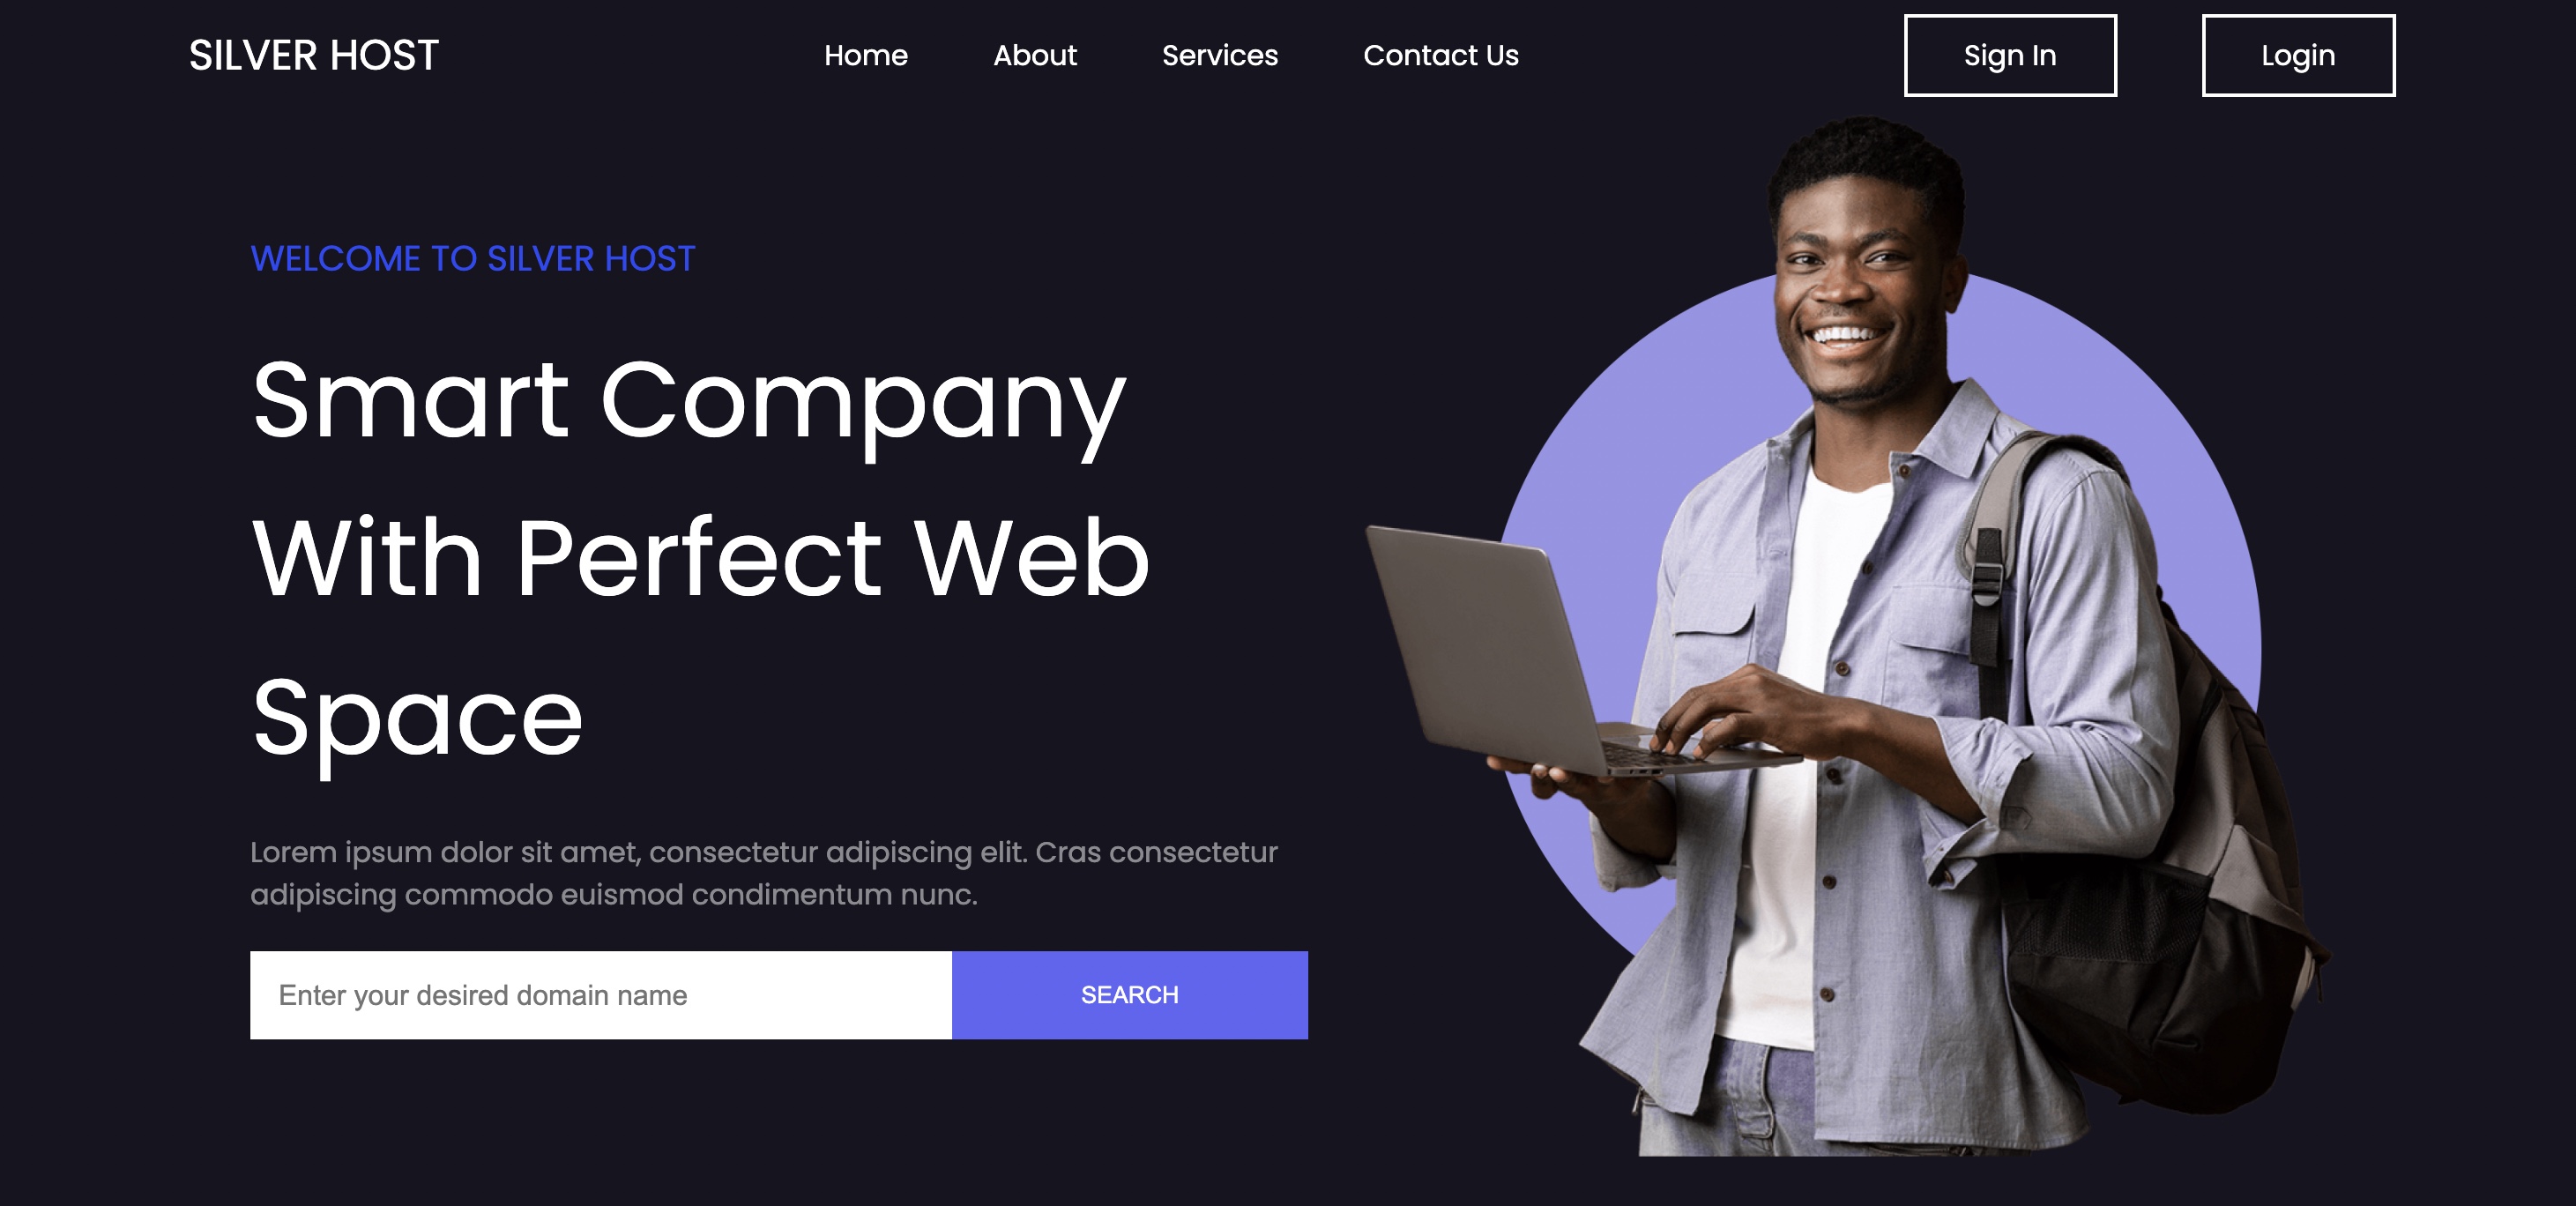 SILVER HOST
Home
About
Services
Contact Us
Sign In
Login
WELCOME TO SILVER HOST
Smart Company
With Perfect Web
Space
Lorem ipsum dolor sit amet, consectetur adipiscing elit. Cras consectetur
adipiscing commodo euismod condimentum nunc.
Enter your desired domain name
SEARCH